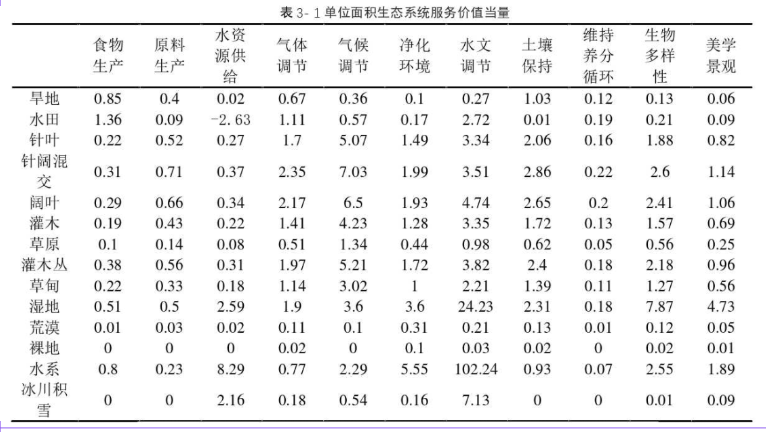 表 3- 1 单位面积生态系统服务价值当量
食物生产 原料生产 水资源供给 气体调节 气候调节 净化环境 水文调节 土壤保持 维持养分循环 生物多样性 美学景观
旱地 0.85 0.4 0.02 0.67 0.36 0.1 0.27 1.03 0.12 0.13 0.06
水田 1.36 0.09 -2.63 1.11 0.57 0.17 2.72 0.01 0.19 0.21 0.09
针叶 0.22 0.52 0.27 1.7 5.07 1.49 3.34 2.06 0.16 1.88 0.82
针阔混交 0.31 0.71 0.37 2.35 7.03 1.99 3.51 2.86 0.22 2.6 1.14
阔叶 0.29 0.66 0.34 2.17 6.5 1.93 4.74 2.65 0.2 2.41 1.06
灌木 0.19 0.43 0.22 1.41 4.23 1.28 3.35 1.72 0.13 1.57 0.69
草原 0.1 0.14 0.08 0.51 1.34 0.44 0.98 0.62 0.05 0.56 0.25
灌木丛 0.38 0.56 0.31 1.97 5.21 1.72 3.82 2.4 0.18 2.18 0.96
草甸 0.22 0.33 0.18 1.14 3.02 1 2.21 1.39 0.11 1.27 0.56
湿地 0.51 0.5 2.59 1.9 3.6 3.6 24.23 2.31 0.18 7.87 4.73
荒漠 0.01 0.03 0.02 0.11 0.1 0.31 0.21 0.13 0.01 0.12 0.05
裸地 0 0 0 0.02 0 0.1 0.03 0.02 0 0.02 0.01
水系 0.8 0.23 8.29 0.77 2.29 5.55 102.24 0.93 0.07 2.55 1.89
冰川积雪 0 0 2.16 0.18 0.54 0.16 7.13 0 0 0.01 0.09